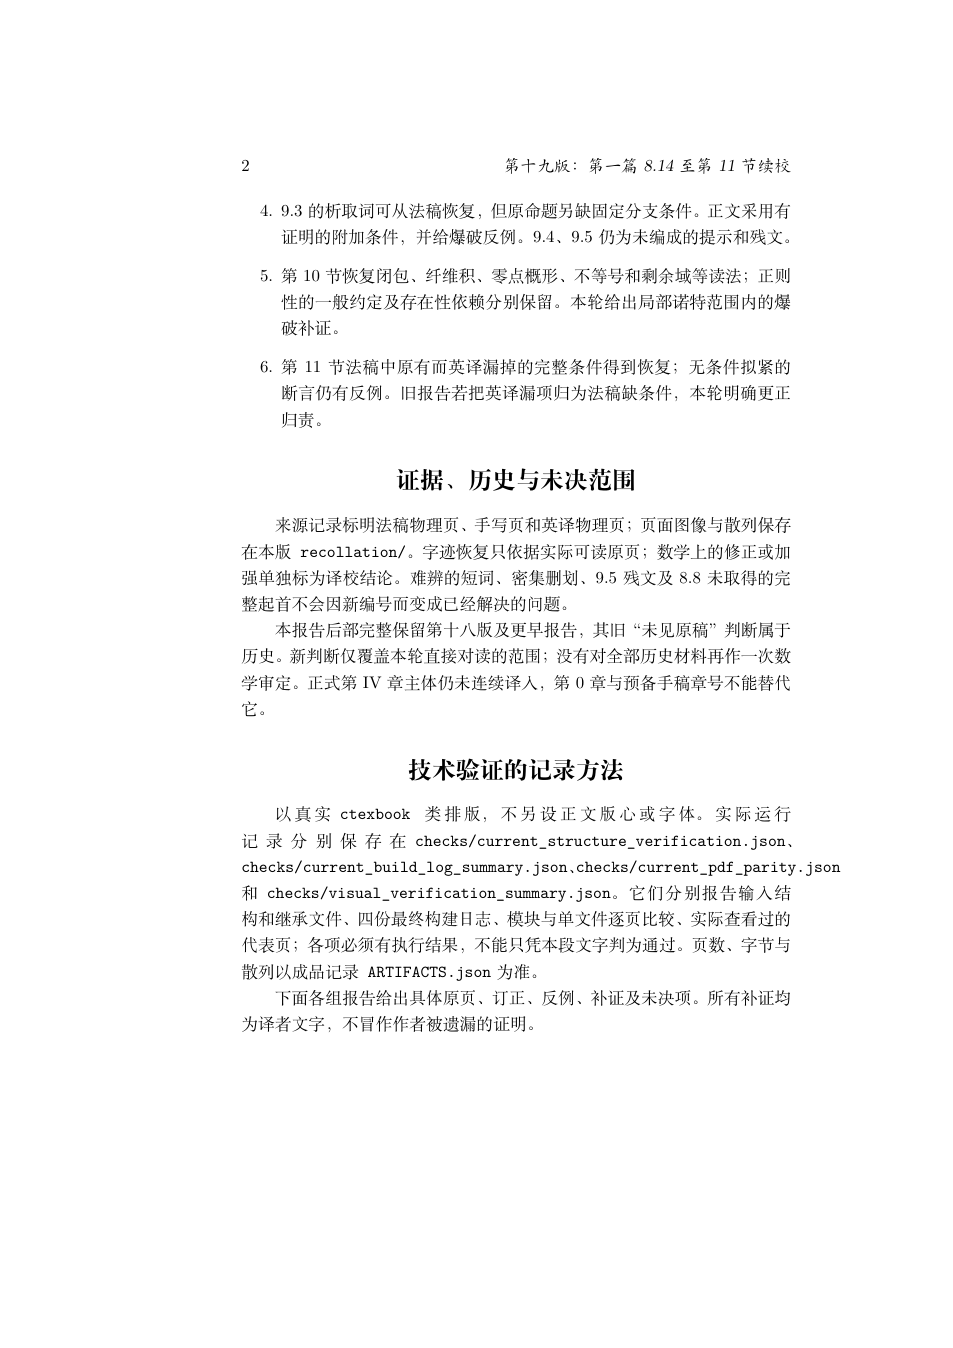 2 第十九版：第一篇 8.14 至第 11 节续校
4. 9.3 的析取词可从法稿恢复，但原命题另缺固定分支条件。正文采用有
证明的附加条件，并给爆破反例。9.4、9.5 仍为未编成的提示和残文。
5. 第 10 节恢复闭包、纤维积、零点概形、不等号和剩余域等读法；正则
性的一般约定及存在性依赖分别保留。本轮给出局部诺特范围内的爆
破补证。
6. 第 11 节法稿中原有而英译漏掉的完整条件得到恢复；无条件拟紧的
断言仍有反例。旧报告若把英译漏项归为法稿缺条件，本轮明确更正
归责。
证据、历史与未决范围
来源记录标明法稿物理页、手写页和英译物理页；页面图像与散列保存
在本版 recollation/。字迹恢复只依据实际可读原页；数学上的修正或加
强单独标为译校结论。难辨的短词、密集删划、9.5 残文及 8.8 未取得的完
整起首不会因新编号而变成已经解决的问题。
本报告后部完整保留第十八版及更早报告，其旧“未见原稿”判断属于
历史。新判断仅覆盖本轮直接对读的范围；没有对全部历史材料再作一次数
学审定。正式第 IV 章主体仍未连续译入，第 0 章与预备手稿章号不能替代
它。
技术验证的记录方法
以真实 ctexbook 类排版，不另设正文版心或字体。实际运行
记录分别保存在 checks/current_structure_verification.json、
checks/current_build_log_summary.json、checks/current_pdf_parity.json
和 checks/visual_verification_summary.json。它们分别报告输入结
构和继承文件、四份最终构建日志、模块与单文件逐页比较、实际查看过的
代表页；各项必须有执行结果，不能只凭本段文字判为通过。页数、字节与
散列以成品记录 ARTIFACTS.json 为准。
下面各组报告给出具体原页、订正、反例、补证及未决项。所有补证均
为译者文字，不冒作作者被遗漏的证明。